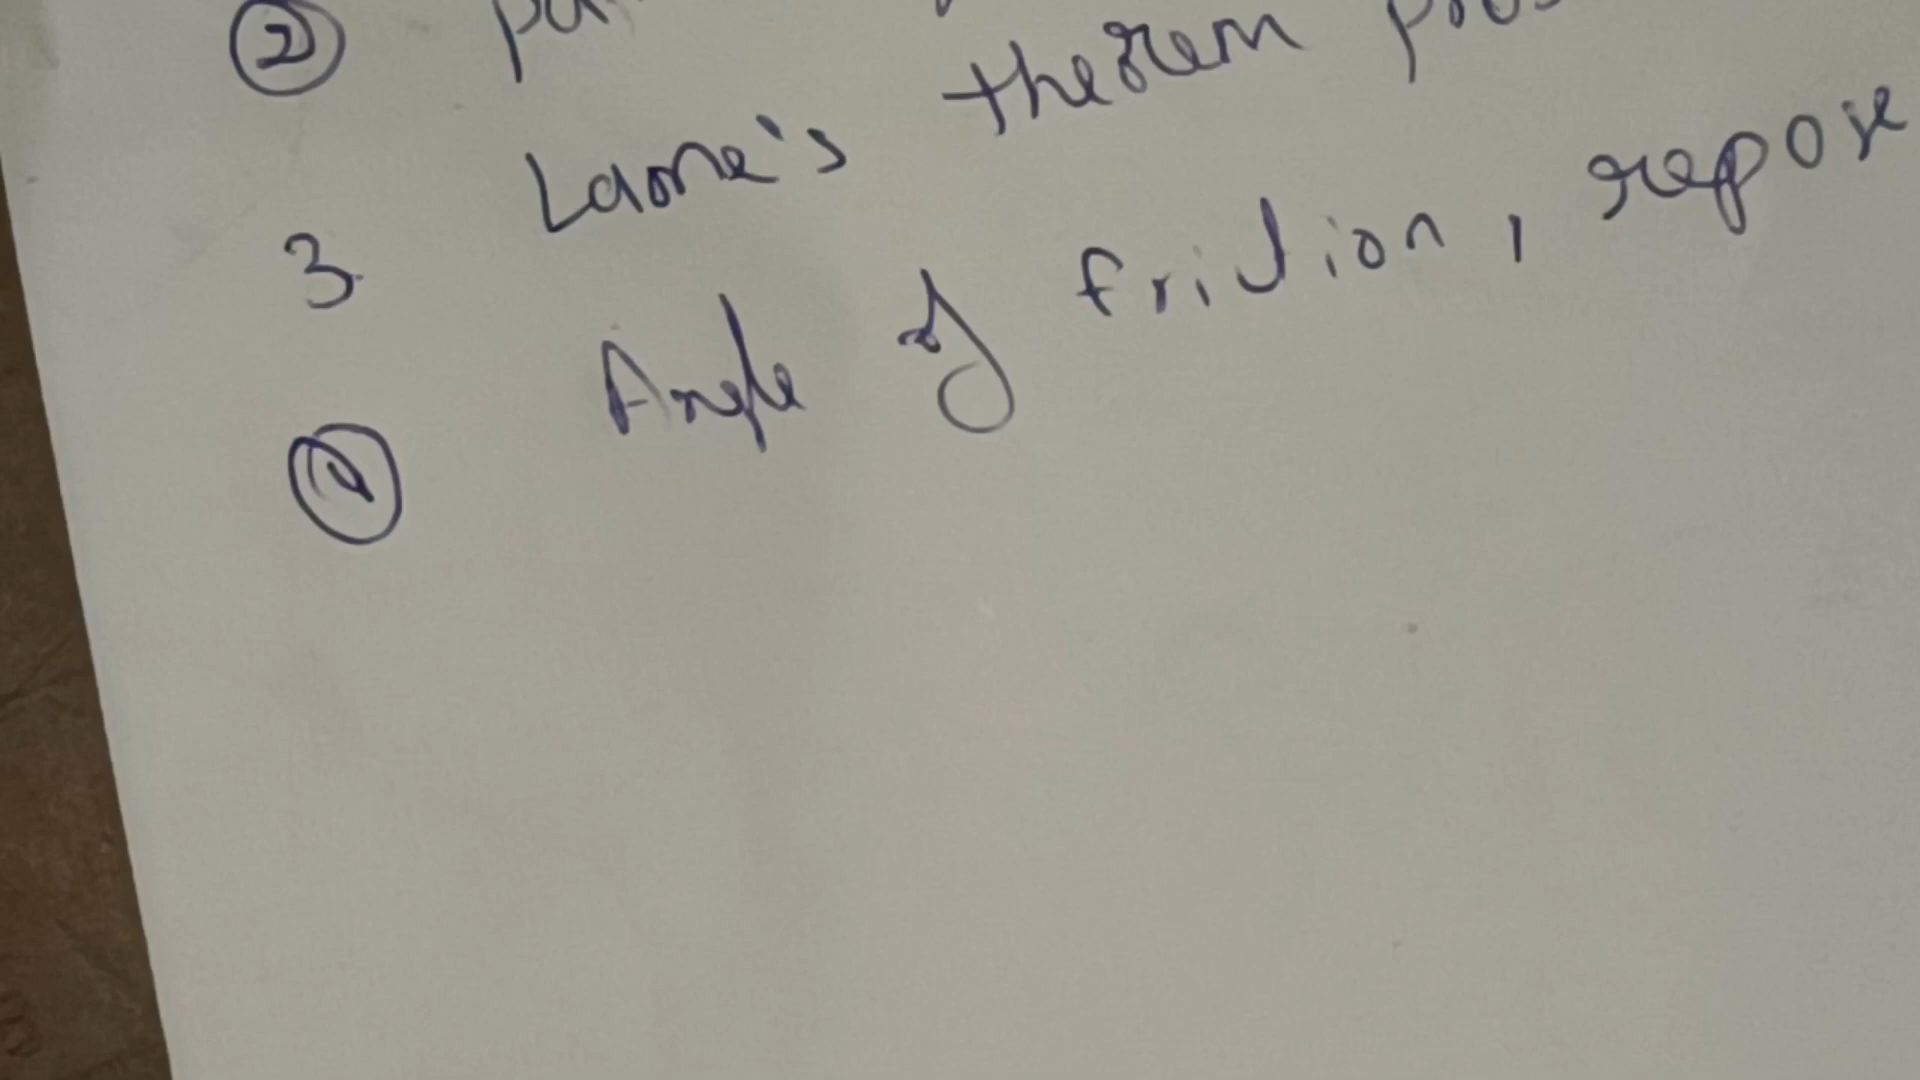 ②
3 Lame's therem
④ Angle of friction, repose